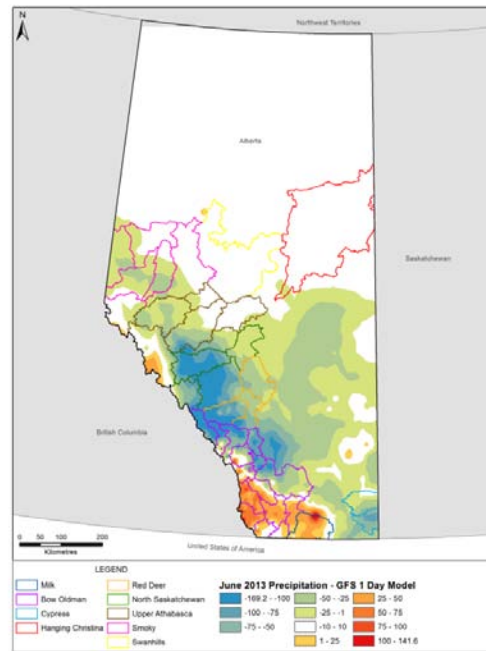 N
Northwest Territories
Alberta
Saskatchewan
British Columbia
United States of America
0 50 100 200
Kilometres
LEGEND
Milk
Bow Oldman
Cypress
Hanging Christina
Red Deer
North Saskatchewan
Upper Athabasca
Smoky
Swanhills
June 2013 Precipitation - GFS 1 Day Model
-169.2 - -100
-100 - -75
-75 - -50
-50 - -25
-25 - -1
-10 - 10
1 - 25
25 - 50
50 - 75
75 - 100
100 - 141.6